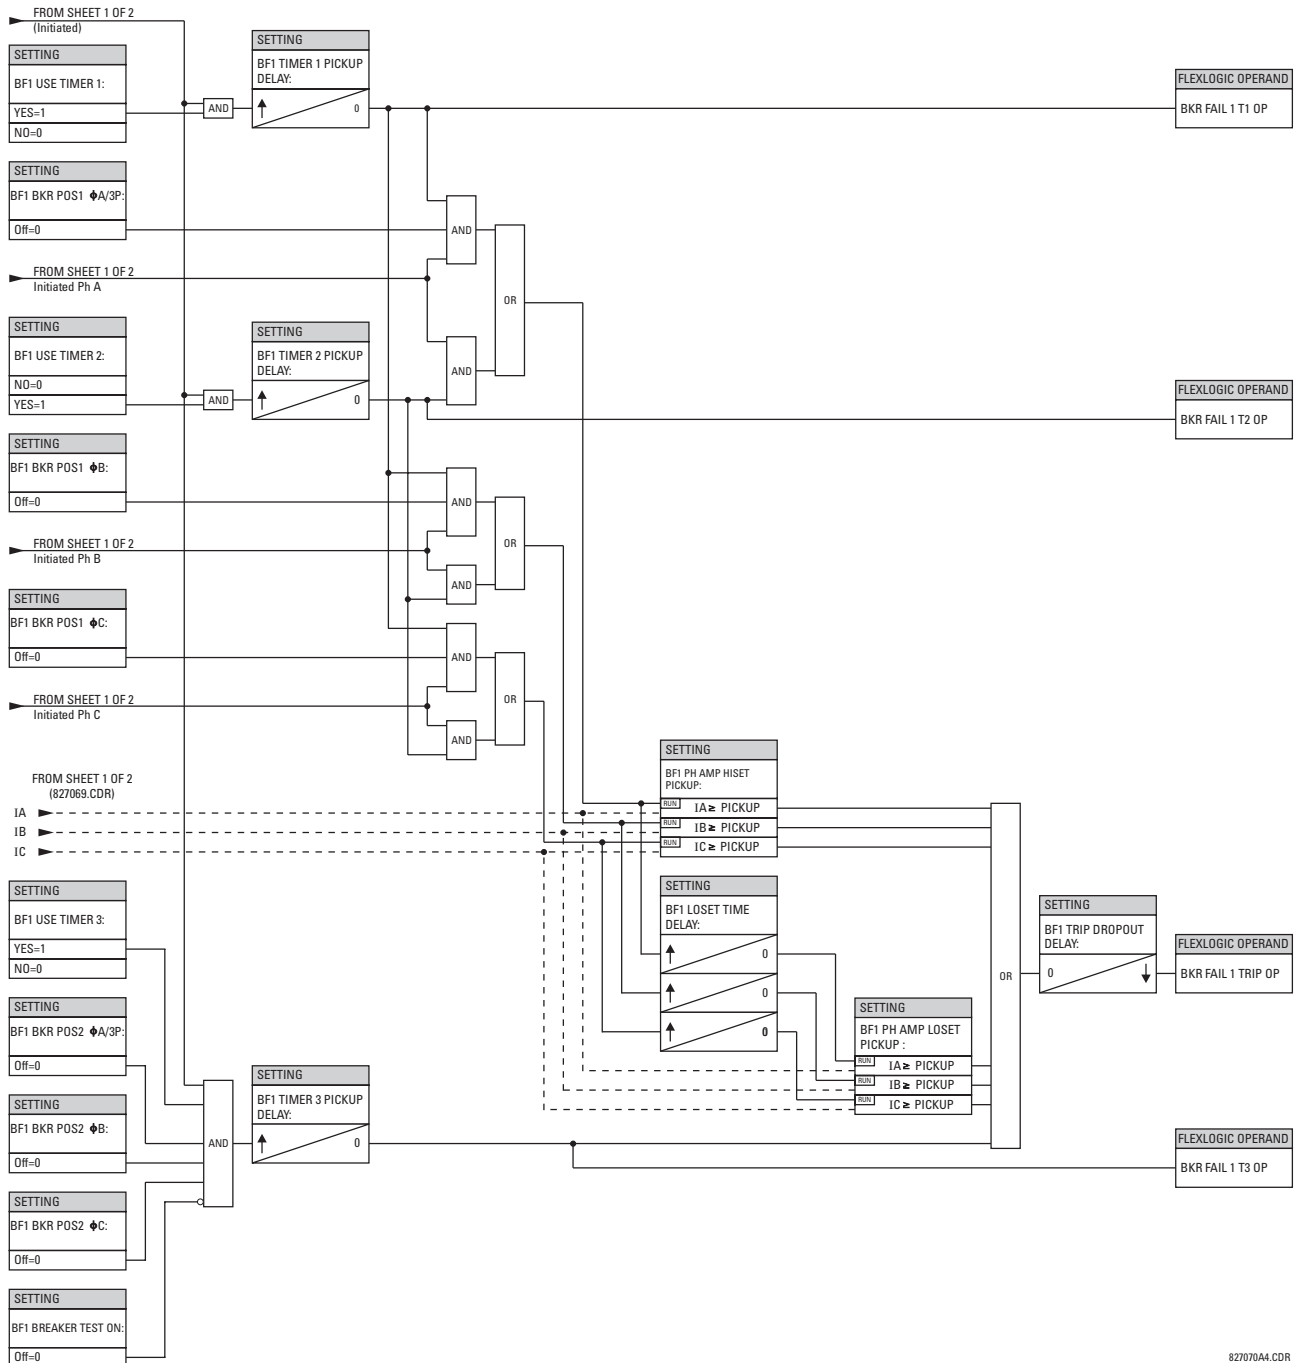 FROM SHEET 1 OF 2
(Initiated)
SETTING
BF1 USE TIMER 1:
YES=1
NO=0
AND
SETTING
BF1 TIMER 1 PICKUP
DELAY:
0
FLEXLOGIC OPERAND
BKR FAIL 1 T1 OP
SETTING
BF1 BKR POS1 ɸA/3P:
Off=0
AND
FROM SHEET 1 OF 2
Initiated Ph A
OR
SETTING
BF1 USE TIMER 2:
NO=0
YES=1
AND
SETTING
BF1 TIMER 2 PICKUP
DELAY:
0
AND
FLEXLOGIC OPERAND
BKR FAIL 1 T2 OP
SETTING
BF1 BKR POS1 ɸB:
Off=0
AND
OR
FROM SHEET 1 OF 2
Initiated Ph B
AND
SETTING
BF1 BKR POS1 ɸC:
Off=0
AND
OR
FROM SHEET 1 OF 2
Initiated Ph C
AND
FROM SHEET 1 OF 2
(827069.CDR)
IA
IB
IC
SETTING
BF1 PH AMP HISET
PICKUP:
RUN IA ≥ PICKUP
RUN IB ≥ PICKUP
RUN IC ≥ PICKUP
SETTING
BF1 USE TIMER 3:
YES=1
NO=0
SETTING
BF1 LOSET TIME
DELAY:
0
0
0
OR
SETTING
BF1 TRIP DROPOUT
DELAY:
0
FLEXLOGIC OPERAND
BKR FAIL 1 TRIP OP
SETTING
BF1 BKR POS2 ɸA/3P:
Off=0
SETTING
BF1 PH AMP LOSET
PICKUP :
RUN IA ≥ PICKUP
RUN IB ≥ PICKUP
RUN IC ≥ PICKUP
SETTING
BF1 BKR POS2 ɸB:
Off=0
AND
SETTING
BF1 TIMER 3 PICKUP
DELAY:
0
FLEXLOGIC OPERAND
BKR FAIL 1 T3 OP
SETTING
BF1 BKR POS2 ɸC:
Off=0
SETTING
BF1 BREAKER TEST ON:
Off=0
827070A4.CDR